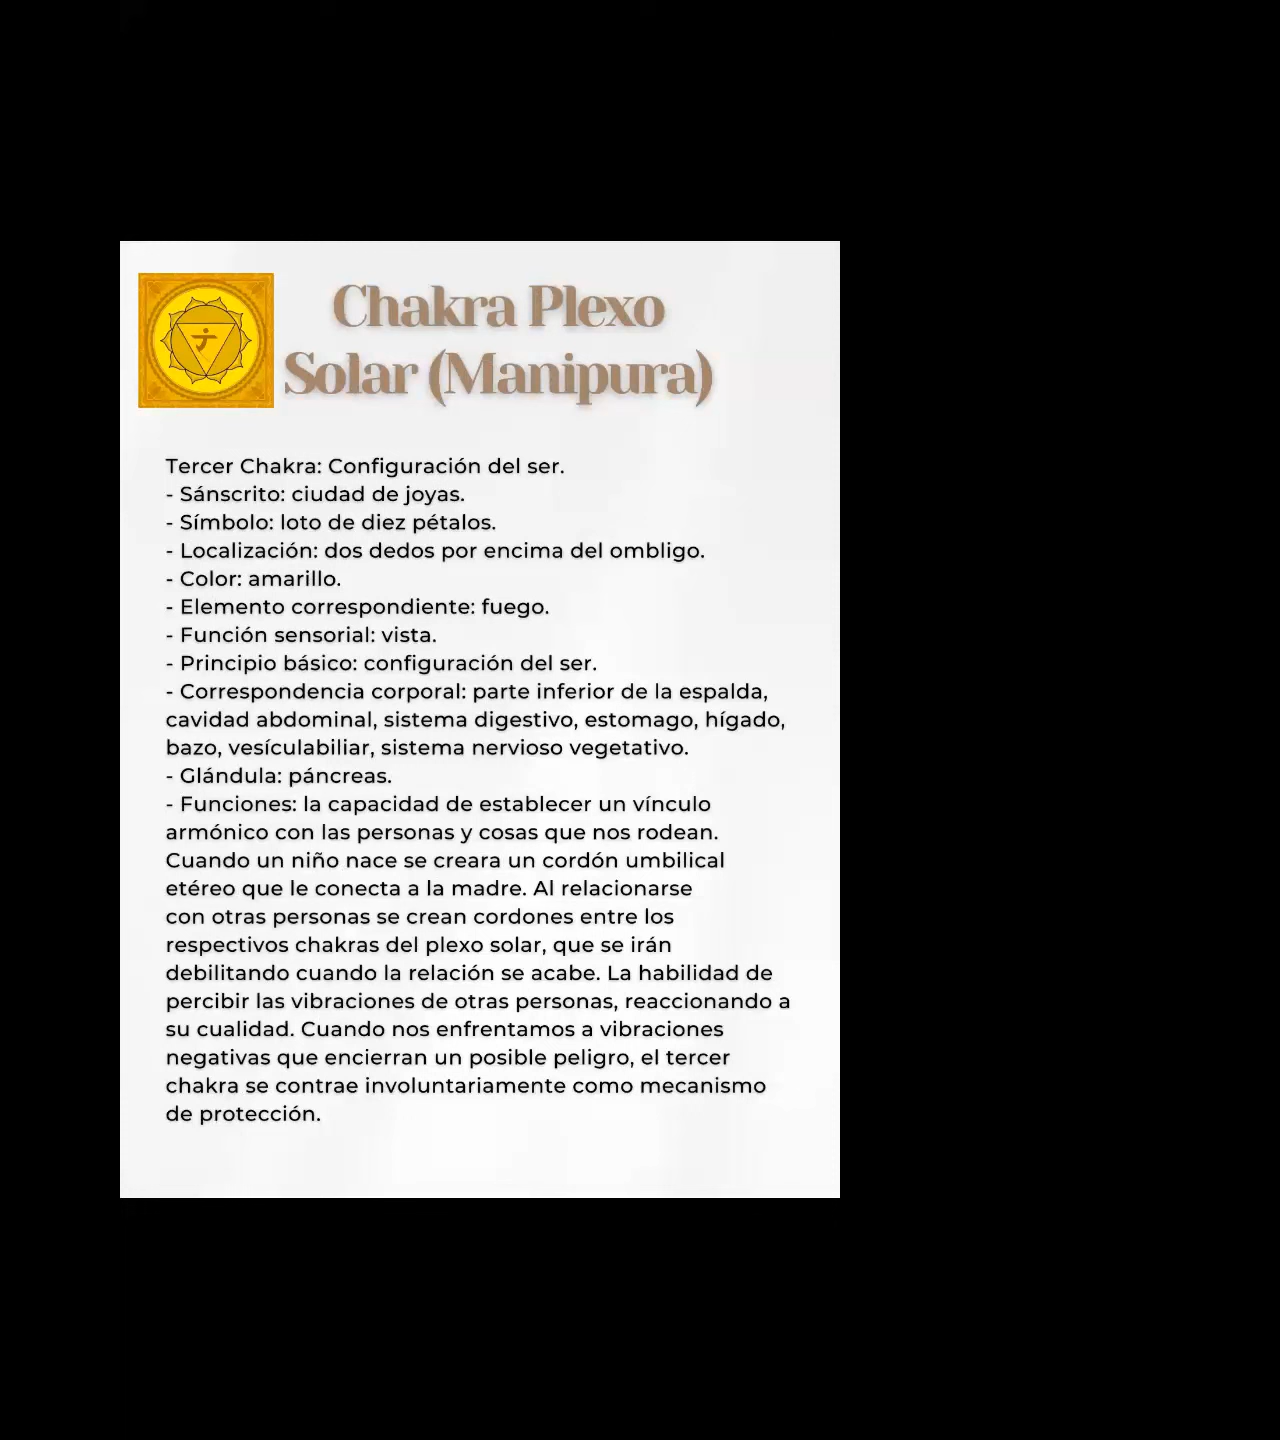 Chakra Plexo
Solar (Manipura)
Tercer Chakra: Configuración del ser.
- Sánscrito: ciudad de joyas.
- Símbolo: loto de diez pétalos.
- Localización: dos dedos por encima del ombligo.
- Color: amarillo.
- Elemento correspondiente: fuego.
- Función sensorial: vista.
- Principio básico: configuración del ser.
- Correspondencia corporal: parte inferior de la espalda,
cavidad abdominal, sistema digestivo, estomago, hígado,
bazo, vesículabiliar, sistema nervioso vegetativo.
- Glándula: páncreas.
- Funciones: la capacidad de establecer un vínculo
armónico con las personas y cosas que nos rodean.
Cuando un niño nace se creara un cordón umbilical
etéreo que le conecta a la madre. Al relacionarse
con otras personas se crean cordones entre los
respectivos chakras del plexo solar, que se irán
debilitando cuando la relación se acabe. La habilidad de
percibir las vibraciones de otras personas, reaccionando a
su cualidad. Cuando nos enfrentamos a vibraciones
negativas que encierran un posible peligro, el tercer
chakra se contrae involuntariamente como mecanismo
de protección.